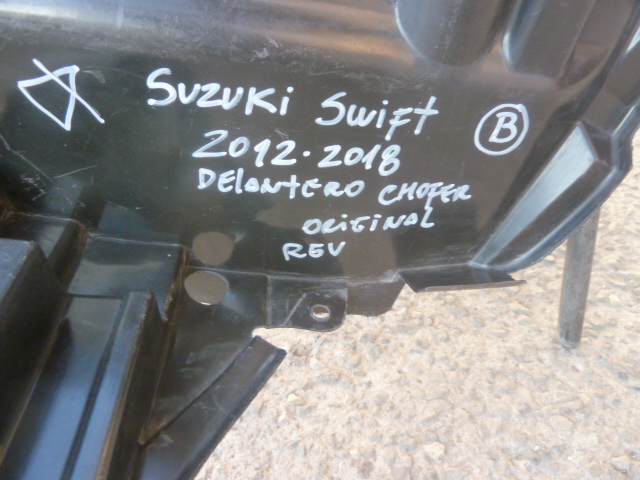 SUZUKi SwiFt
B
2012.2018
DElANtERO CHOFER
ORIGINAL
REV